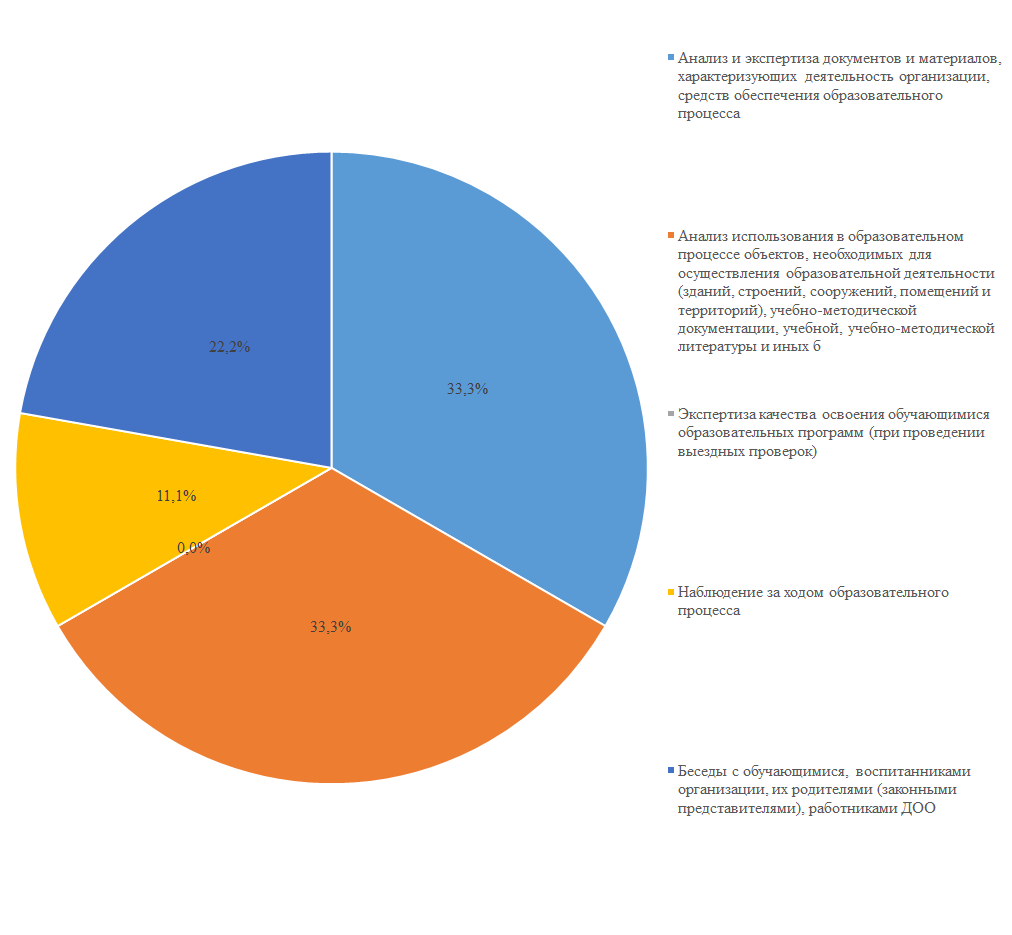 Анализ и экспертиза документов и материалов,
характеризующих деятельность организации,
средств обеспечения образовательного
процесса
Анализ использования в образовательном
процессе объектов, необходимых для
осуществления образовательной деятельности
(зданий, строений, сооружений, помещений и
территорий), учебно-методической
документации, учебной, учебно-методической
литературы и иных б
Экспертиза качества освоения обучающимися
образовательных программ (при проведении
выездных проверок)
Наблюдение за ходом образовательного
процесса
Беседы с обучающимися, воспитанниками
организации, их родителями (законными
представителями), работниками ДОО
22,2%
33,3%
11,1%
0,0%
33,3%